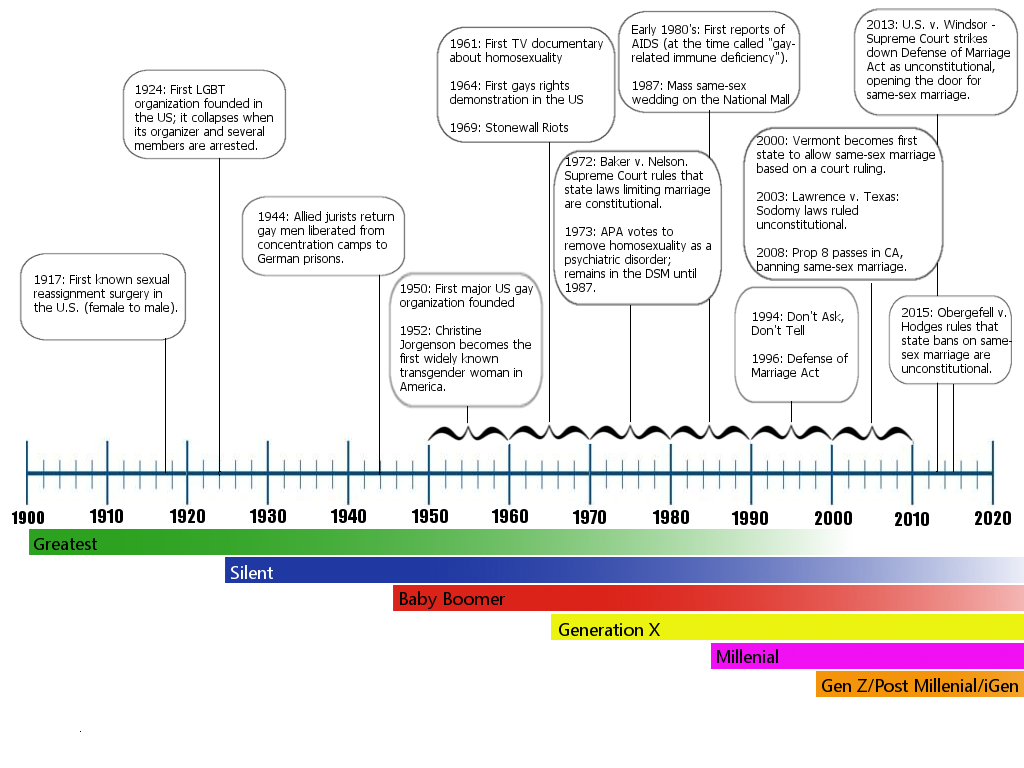 1917: First known sexual
reassignment surgery in
the U.S. (female to male).
1924: First LGBT
organization founded in
the US; it collapses when
its organizer and several
members are arrested.
1944: Allied jurists return
gay men liberated from
concentration camps to
German prisons.
1950: First major US gay
organization founded
1952: Christine
Jorgenson becomes the
first widely known
transgender woman in
America.
1961: First TV documentary
about homosexuality
1964: First gays rights
demonstration in the US
1969: Stonewall Riots
1972: Baker v. Nelson.
Supreme Court rules that
state laws limiting marriage
are constitutional.
1973: APA votes to
remove homosexuality as a
psychiatric disorder;
remains in the DSM until
1987.
Early 1980's: First reports of
AIDS (at the time called "gay-
related immune deficiency").
1987: Mass same-sex
wedding on the National Mall
1994: Don't Ask,
Don't Tell
1996: Defense of
Marriage Act
2000: Vermont becomes first
state to allow same-sex marriage
based on a court ruling.
2003: Lawrence v. Texas:
Sodomy laws ruled
unconstitutional.
2008: Prop 8 passes in CA,
banning same-sex marriage.
2013: U.S. v. Windsor -
Supreme Court strikes
down Defense of Marriage
Act as unconstitutional,
opening the door for
same-sex marriage.
2015: Obergefell v.
Hodges rules that
state bans on same-
sex marriage are
unconstitutional.
1900 1910 1920 1930 1940 1950 1960 1970 1980 1990 2000 2010 2020
Greatest
Silent
Baby Boomer
Generation X
Millenial
Gen Z/Post Millenial/iGen